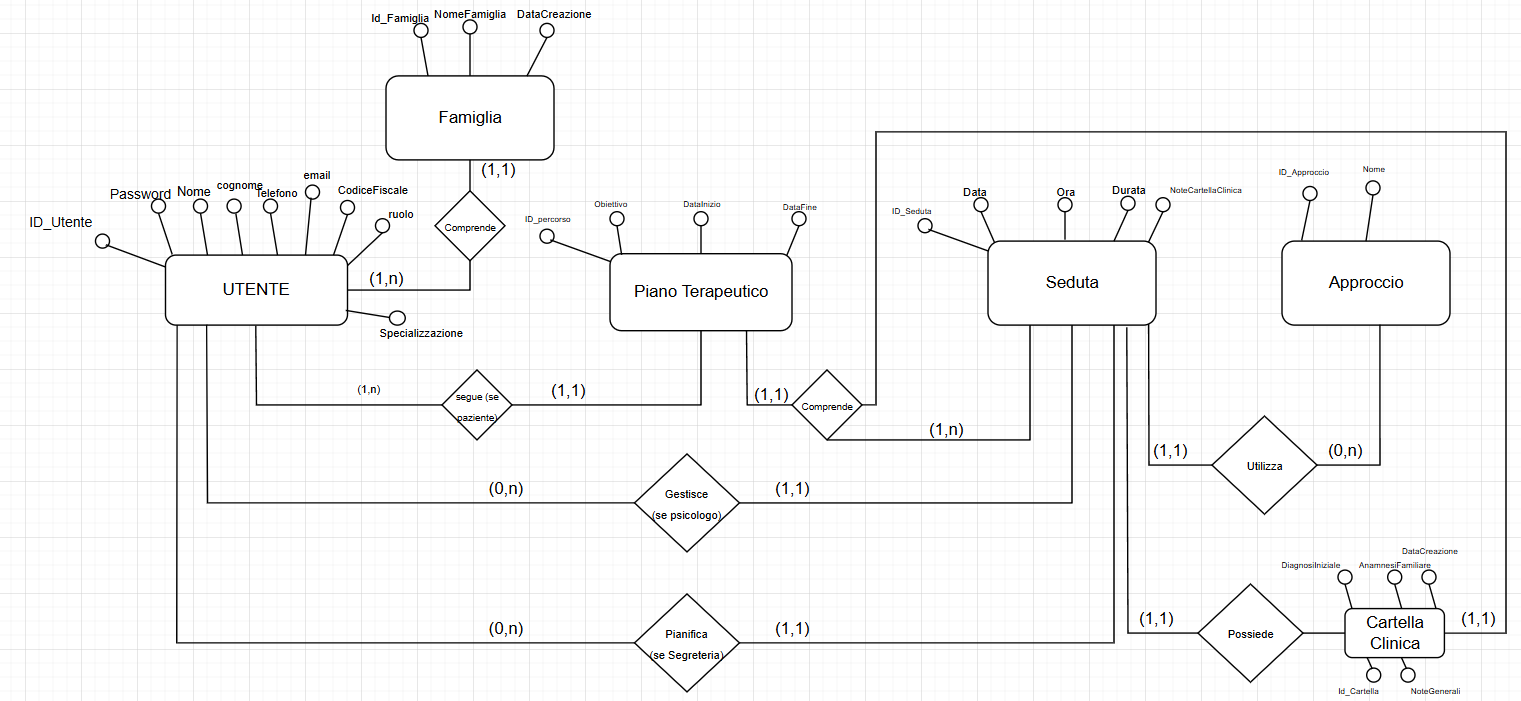 Id_Famiglia
NomeFamiglia
DataCreazione
Famiglia
(1,1)
Comprende
(1,n)
ID_Utente
Password
Nome
cognome
Telefono
email
CodiceFiscale
ruolo
UTENTE
Specializzazione
ID_percorso
Obiettivo
DataInizio
DataFine
Piano Terapeutico
ID_Seduta
Data
Ora
Durata
NoteCartellaClinica
Seduta
ID_Approccio
Nome
Approccio
(1,n)
segue (se
paziente)
(1,1)
(1,1)
Comprende
(1,n)
(1,1)
Utilizza
(0,n)
(0,n)
Gestisce
(se psicologo)
(1,1)
(0,n)
Pianifica
(se Segreteria)
(1,1)
(1,1)
Possiede
DiagnosiIniziale
AnamnesiFamiliare
DataCreazione
Cartella
Clinica
(1,1)
Id_Cartella
NoteGenerali